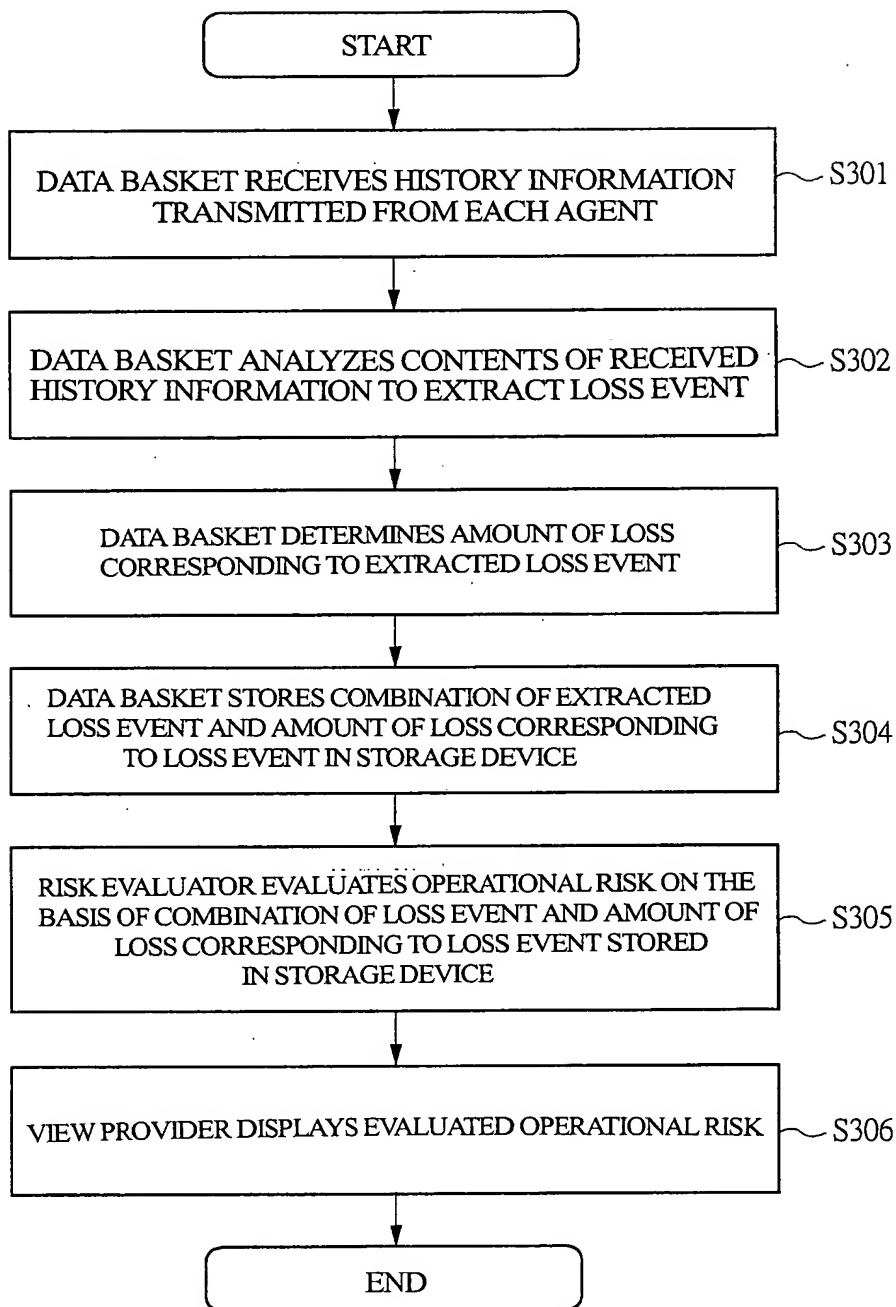 START
DATA BASKET RECEIVES HISTORY INFORMATION
TRANSMITTED FROM EACH AGENT
S301
DATA BASKET ANALYZES CONTENTS OF RECEIVED
HISTORY INFORMATION TO EXTRACT LOSS EVENT
S302
DATA BASKET DETERMINES AMOUNT OF LOSS
CORRESPONDING TO EXTRACTED LOSS EVENT
S303
DATA BASKET STORES COMBINATION OF EXTRACTED
LOSS EVENT AND AMOUNT OF LOSS CORRESPONDING
TO LOSS EVENT IN STORAGE DEVICE
S304
RISK EVALUATOR EVALUATES OPERATIONAL RISK ON THE
BASIS OF COMBINATION OF LOSS EVENT AND AMOUNT OF
LOSS CORRESPONDING TO LOSS EVENT STORED
IN STORAGE DEVICE
S305
VIEW PROVIDER DISPLAYS EVALUATED OPERATIONAL RISK
S306
END